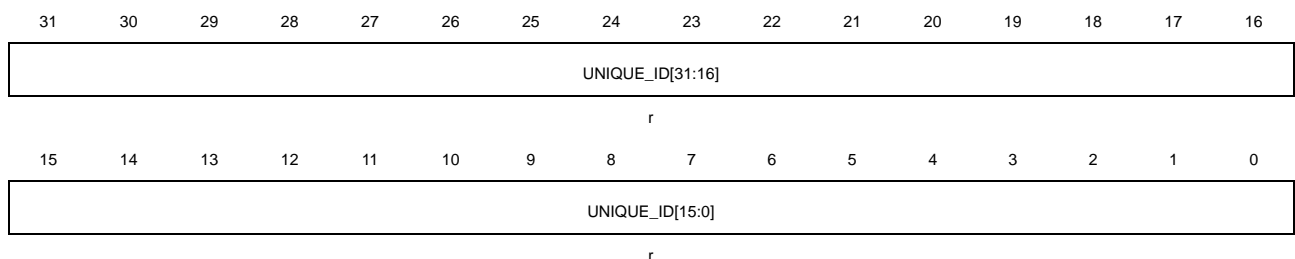 31 30 29 28 27 26 25 24 23 22 21 20 19 18 17 16
UNIQUE_ID[31:16]
r
15 14 13 12 11 10 9 8 7 6 5 4 3 2 1 0
UNIQUE_ID[15:0]
r